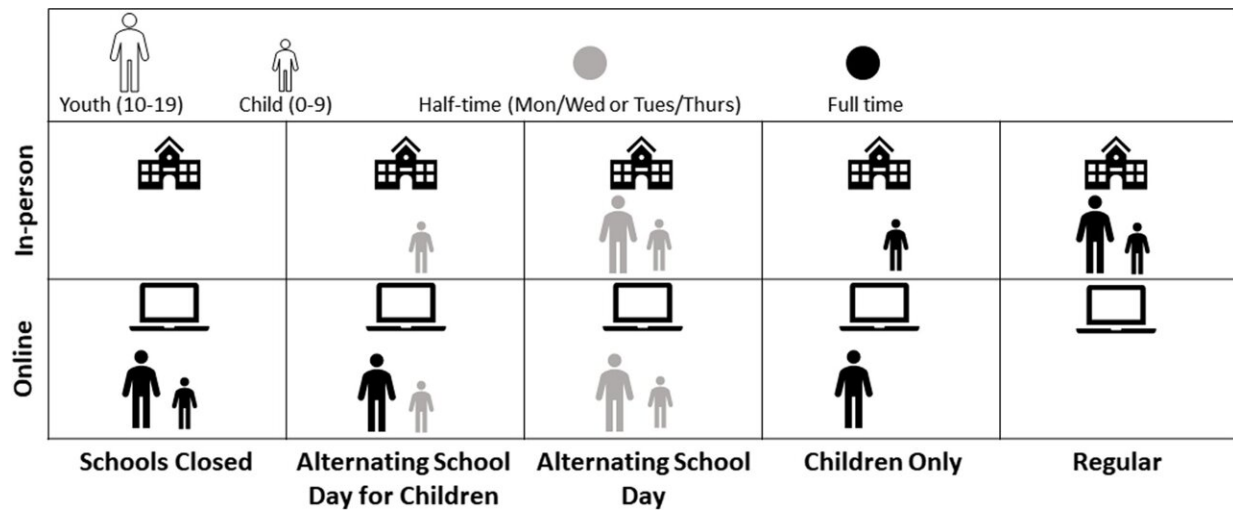 Youth (10-19)
Child (0-9)
Half-time (Mon/Wed or Tues/Thurs)
Full time
In-person
Online
Schools Closed
Alternating School
Day for Children
Alternating School
Day
Children Only
Regular